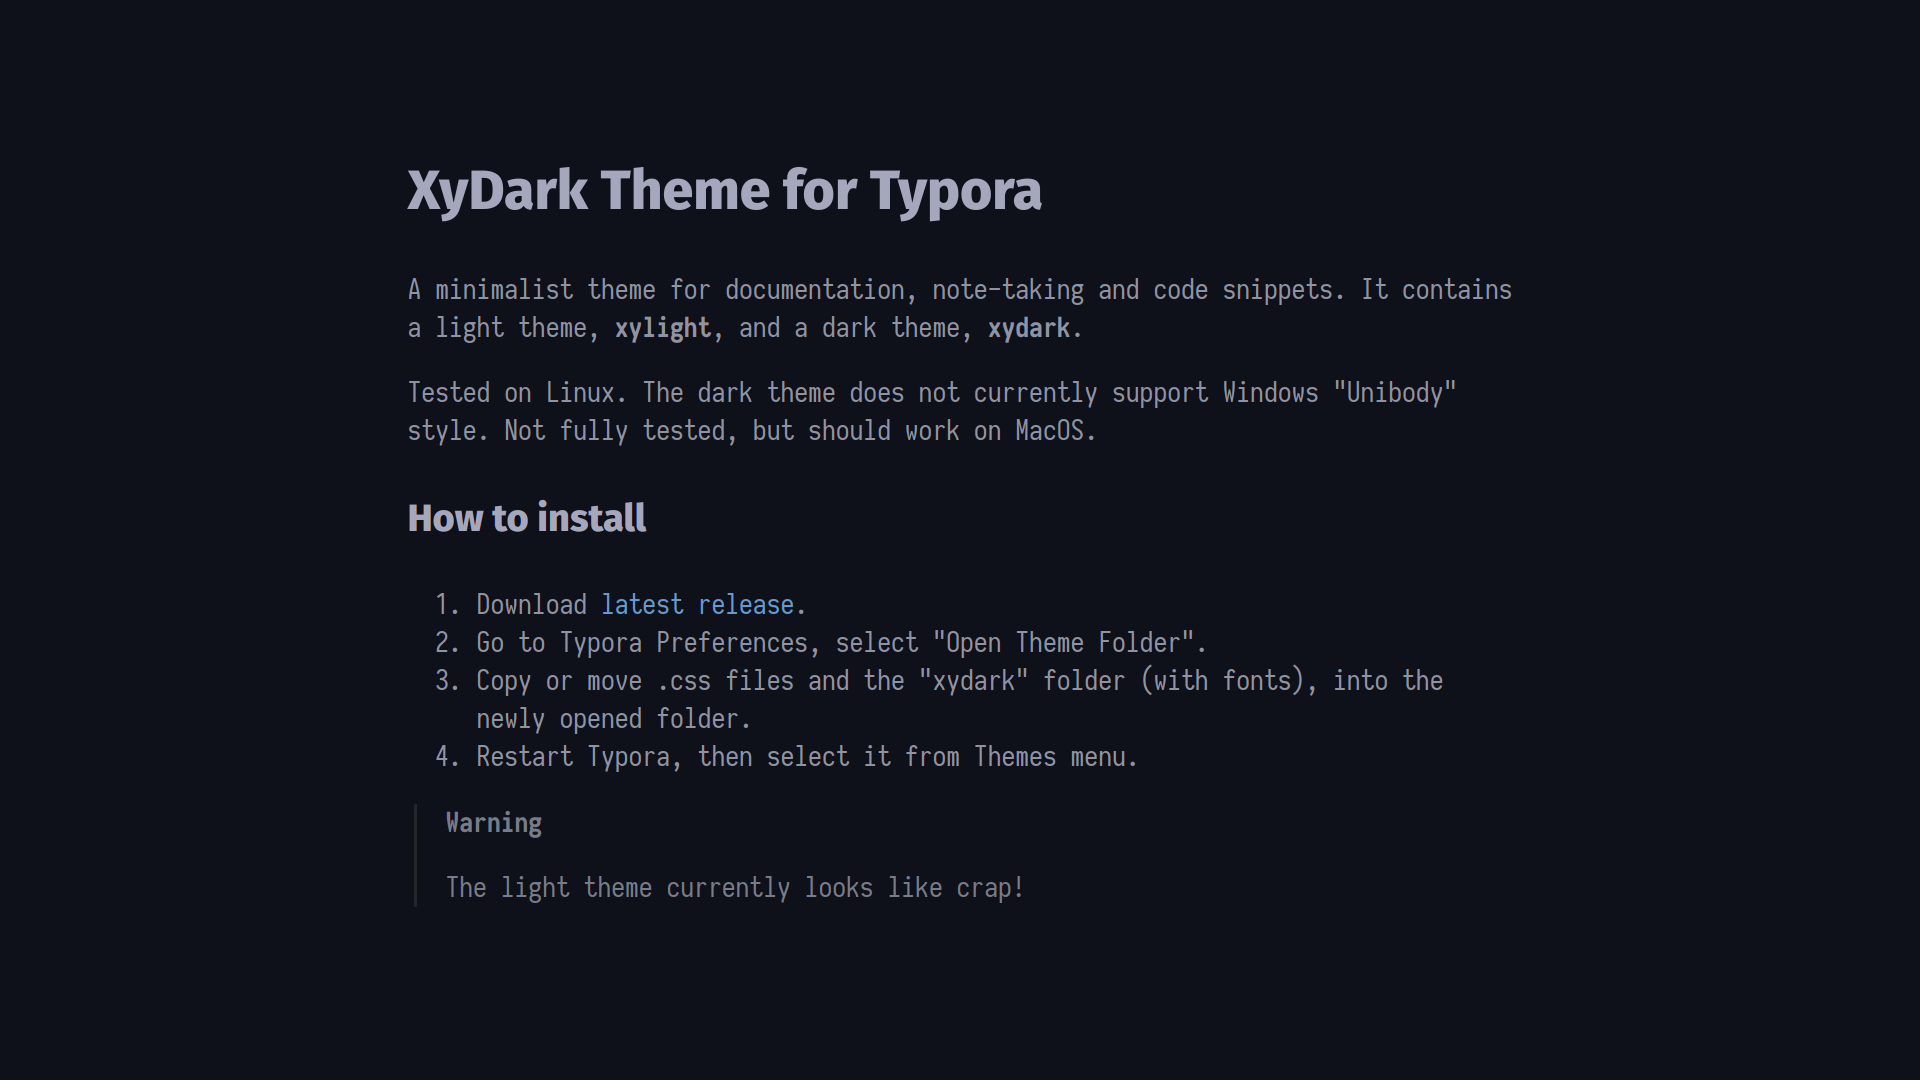 XyDark Theme for Typora
A minimalist theme for documentation, note-taking and code snippets. It contains
a light theme, xylight, and a dark theme, xydark.
Tested on Linux. The dark theme does not currently support Windows "Unibody"
style. Not fully tested, but should work on MacOS.
How to install
1. Download latest release.
2. Go to Typora Preferences, select "Open Theme Folder".
3. Copy or move .css files and the "xydark" folder (with fonts), into the
newly opened folder.
4. Restart Typora, then select it from Themes menu.
Warning
The light theme currently looks like crap!